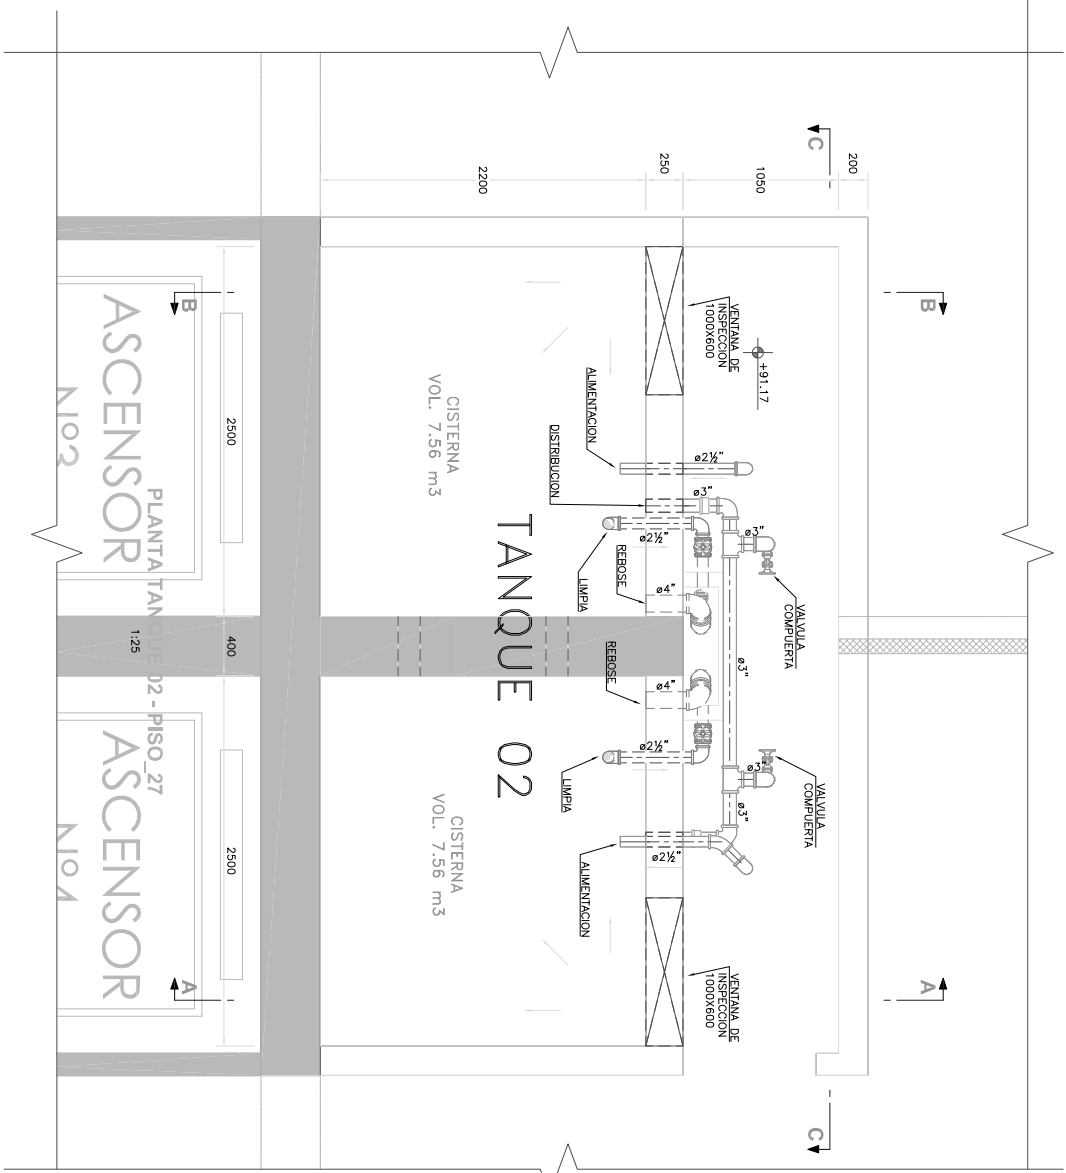 C
C
200
1050
250
2200
B
B
VENTANA DE
INSPECCION
1000X600
+91.17
ALIMENTACION
DISTRIBUCION
ø2½"
ø3"
ø3"
ø2½"
LIMPIA
REBOSE
ø4"
VALVULA
COMPUERTA
ø3"
CISTERNA
VOL. 7.56 m3
TANQUE 02
REBOSE
ø4"
ø2½"
LIMPIA
ø3"
ø3"
VALVULA
COMPUERTA
ø2½"
ALIMENTACION
CISTERNA
VOL. 7.56 m3
VENTANA DE
INSPECCION
1000X600
A
A
2500
400
2500
ASCENSOR
Nº3
ASCENSOR
Nº4
PLANTA TANQUE 02 - PISO_27
1:25